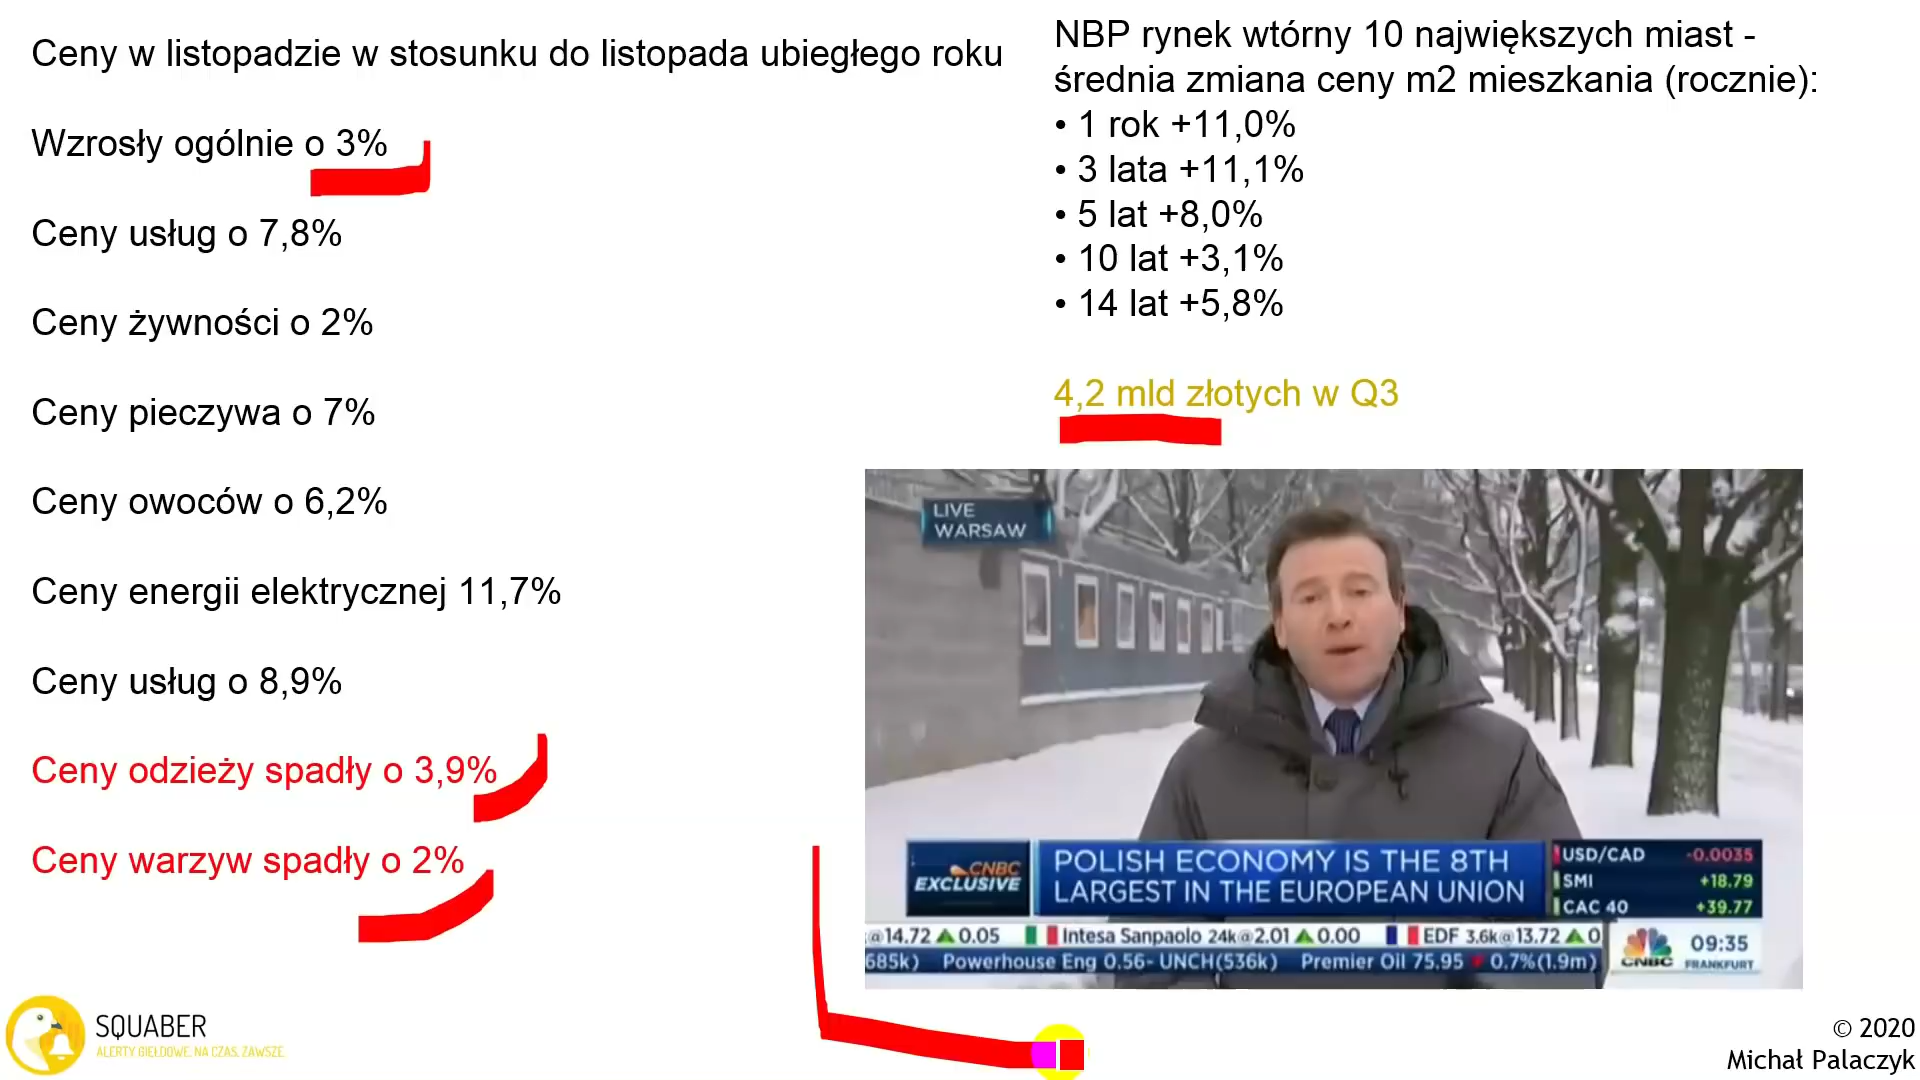 Ceny w listopadzie w stosunku do listopada ubiegłego roku
Wzrosły ogólnie o 3%
Ceny usług o 7,8%
Ceny żywności o 2%
Ceny pieczywa o 7%
Ceny owoców o 6,2%
Ceny energii elektrycznej 11,7%
Ceny usług o 8,9%
Ceny odzieży spadły o 3,9%
Ceny warzyw spadły o 2%
SQUABER
ALERTY GIEŁDOWE. NA CZAS. ZAWSZE.
NBP rynek wtórny 10 największych miast -
średnia zmiana ceny m2 mieszkania (rocznie):
• 1 rok +11,0%
• 3 lata +11,1%
• 5 lat +8,0%
• 10 lat +3,1%
• 14 lat +5,8%
4,2 mld złotych w Q3
LIVE
WARSAW
CNBC
EXCLUSIVE
POLISH ECONOMY IS THE 8TH
LARGEST IN THE EUROPEAN UNION
USD/CAD -0.0035
SMI +18.79
CAC 40 +39.77
@14.72 ▲ 0.05 Intesa Sanpaolo 24k@2.01 ▲ 0.00 EDF 3.6k@13.72 ▲ 0
685k) Powerhouse Eng 0.56- UNCH(536k) Premier Oil 75.95 ▼ 0.7%(1.9m)
CNBC
09:35
FRANKFURT
© 2020
Michał Palaczyk